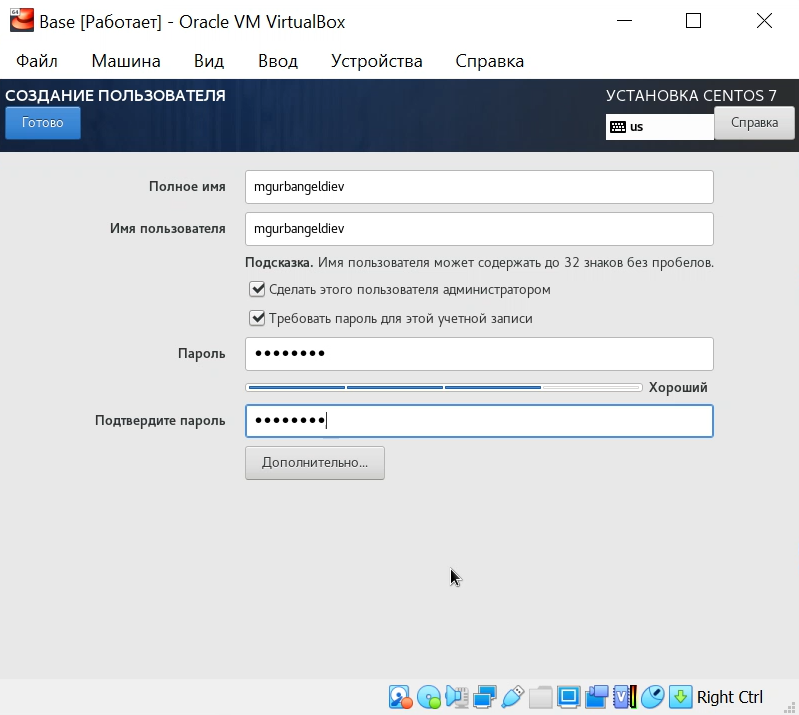 Base [Работает] - Oracle VM VirtualBox
Файл Машина Вид Ввод Устройства Справка
СОЗДАНИЕ ПОЛЬЗОВАТЕЛЯ
УСТАНОВКА CENTOS 7
Готово
us
Справка
Полное имя
mgurbangeldiev
Имя пользователя
mgurbangeldiev
Подсказка. Имя пользователя может содержать до 32 знаков без пробелов.
Сделать этого пользователя администратором
Требовать пароль для этой учетной записи
Пароль
••••••••
Хороший
Подтвердите пароль
••••••••
Дополнительно...
Right Ctrl